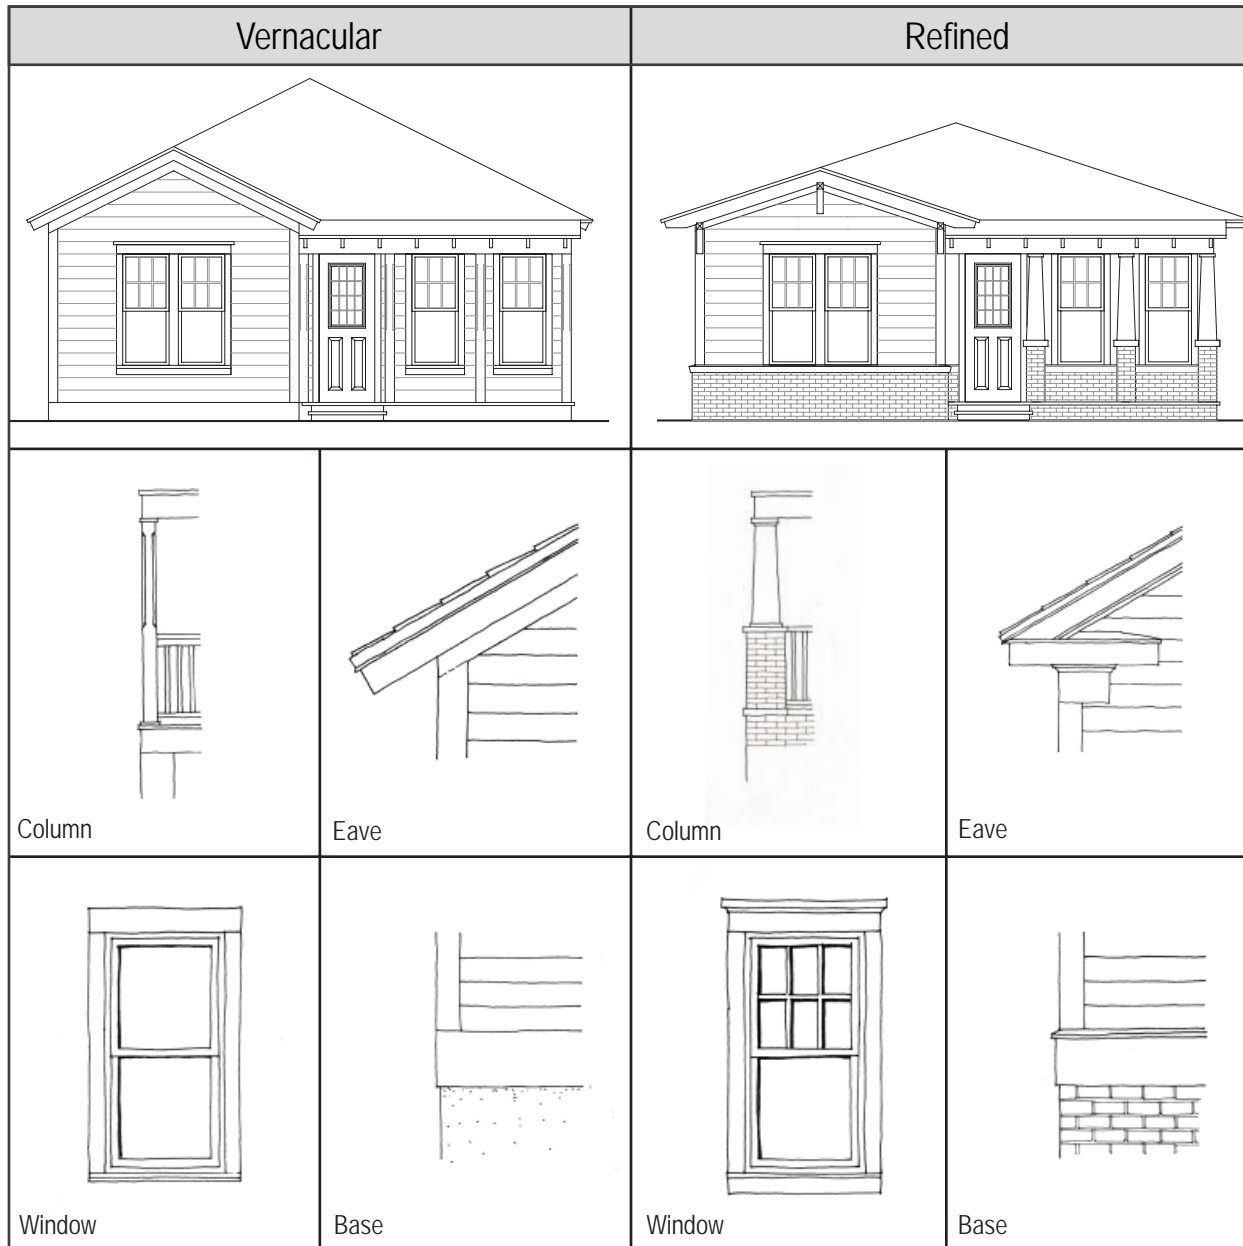 Vernacular
Refined
Column
Eave
Column
Eave
Window
Base
Window
Base